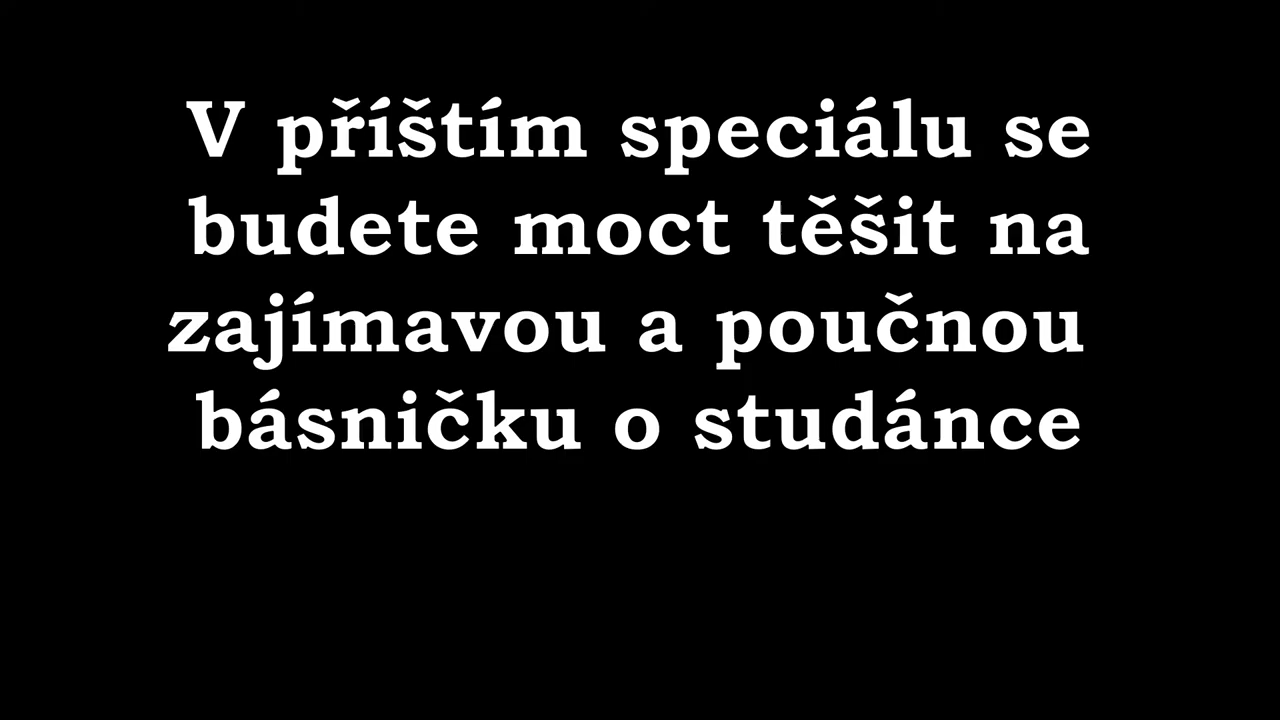 V příštím speciálu se
budete moct těšit na
zajímavou a poučnou
básničku o studánce